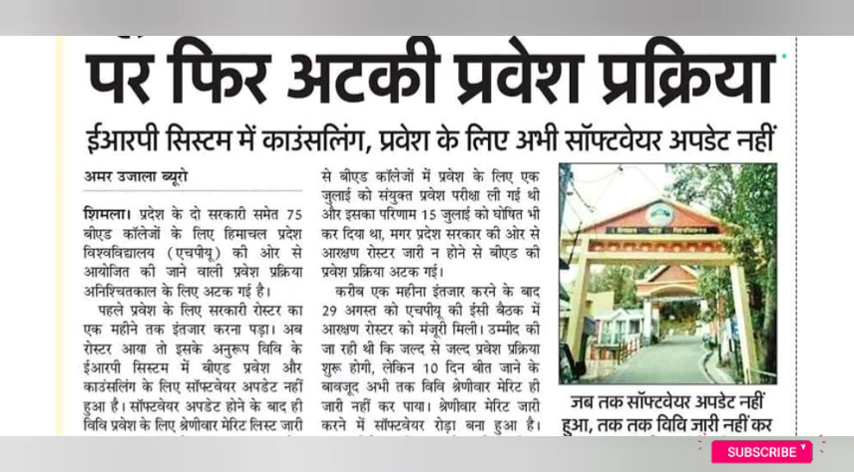 पर फिर अटकी प्रवेश प्रक्रिया
ईआरपी सिस्टम में काउंसलिंग, प्रवेश के लिए अभी सॉफ्टवेयर अपडेट नहीं
अमर उजाला ब्यूरो
शिमला। प्रदेश के दो सरकारी समेत 75
बीएड कॉलेजों के लिए हिमाचल प्रदेश
विश्वविद्यालय (एचपीयू) की ओर से
आयोजित की जाने वाली प्रवेश प्रक्रिया
अनिश्चितकाल के लिए अटक गई है।
पहले प्रवेश के लिए सरकारी रोस्टर का
एक महीने तक इंतजार करना पड़ा। अब
रोस्टर आया तो इसके अनुरूप विवि के
ईआरपी सिस्टम में बीएड प्रवेश और
काउंसलिंग के लिए सॉफ्टवेयर अपडेट नहीं
हुआ है। सॉफ्टवेयर अपडेट होने के बाद ही
विवि प्रवेश के लिए श्रेणीवार मेरिट लिस्ट जारी
से बीएड कॉलेजों में प्रवेश के लिए एक
जुलाई को संयुक्त प्रवेश परीक्षा ली गई थी
और इसका परिणाम 15 जुलाई को घोषित भी
कर दिया था, मगर प्रदेश सरकार की ओर से
आरक्षण रोस्टर जारी न होने से बीएड की
प्रवेश प्रक्रिया अटक गई।
करीब एक महीना इंतजार करने के बाद
29 अगस्त को एचपीयू की ईसी बैठक में
आरक्षण रोस्टर को मंजूरी मिली। उम्मीद की
जा रही थी कि जल्द से जल्द प्रवेश प्रक्रिया
शुरू होगी, लेकिन 10 दिन बीत जाने के
बावजूद अभी तक विवि श्रेणीवार मेरिट ही
जारी नहीं कर पाया। श्रेणीवार मेरिट जारी
करने में सॉफ्टवेयर रोड़ा बना हुआ है।
जब तक सॉफ्टवेयर अपडेट नहीं
हुआ, तक तक विवि जारी नहीं कर
SUBSCRIBE